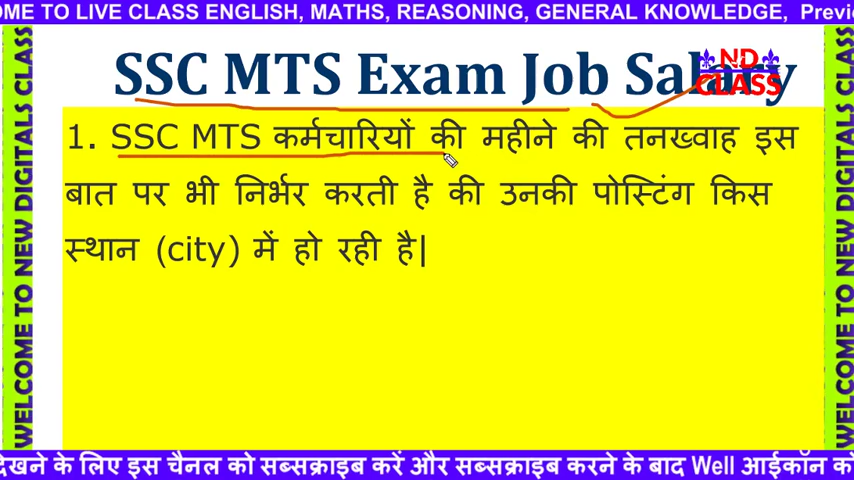 OME TO LIVE CLASS ENGLISH, MATHS, REASONING, GENERAL KNOWLEDGE, Previe
SSC MTS Exam Job Salary
ND
CLASS
1. SSC MTS कर्मचारियों की महीने की तनख्वाह इस
बात पर भी निर्भर करती है की उनकी पोस्टिंग किस
स्थान (city) में हो रही है|
WELCOME TO NEW DIGITALS CLASS
WELCOME TO NEW DIGITALS CLASS
देखने के लिए इस चैनल को सब्सक्राइब करें और सब्सक्राइब करने के बाद Well आईकॉन को